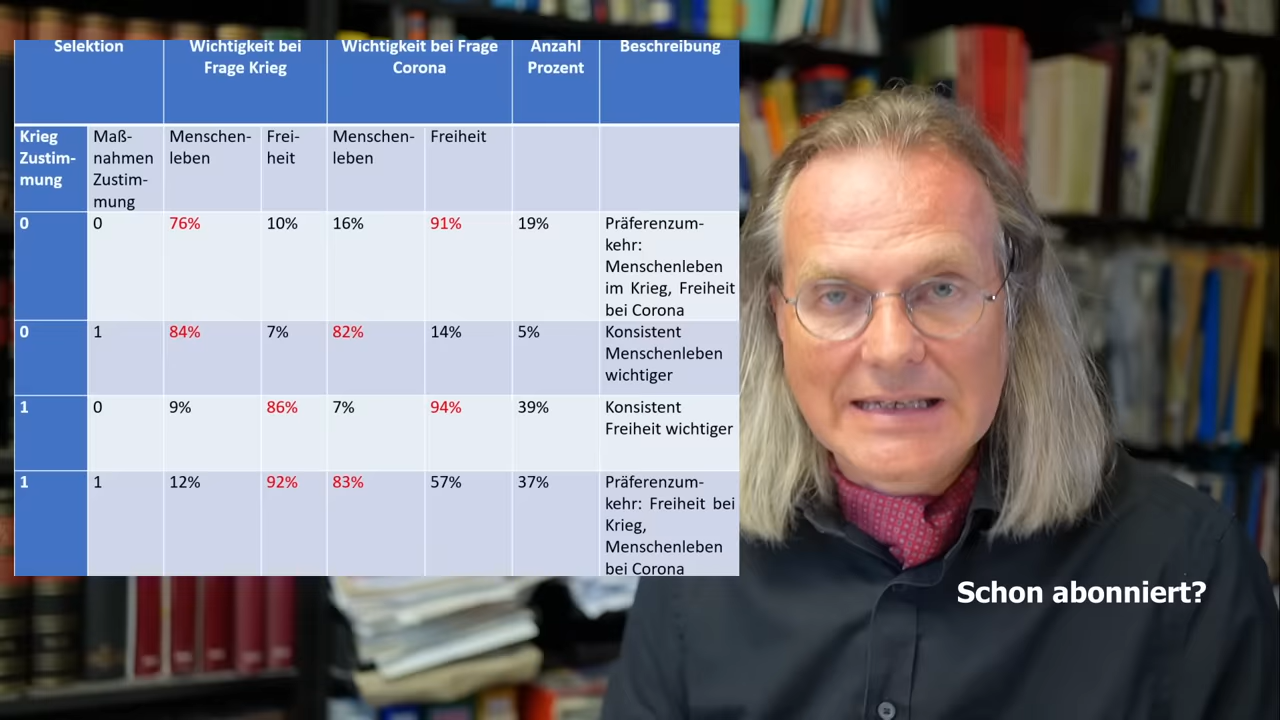 Selektion
Wichtigkeit bei
Frage Krieg
Wichtigkeit bei Frage
Corona
Anzahl
Prozent
Beschreibung
Krieg
Zustim-
mung
Maß-
nahmen
Zustim-
mung
Menschen-
leben
Frei-
heit
Menschen-
leben
Freiheit
0
0
76%
10%
16%
91%
19%
Präferenzum-
kehr:
Menschenleben
im Krieg, Freiheit
bei Corona
0
1
84%
7%
82%
14%
5%
Konsistent
Menschenleben
wichtiger
1
0
9%
86%
7%
94%
39%
Konsistent
Freiheit wichtiger
1
1
12%
92%
83%
57%
37%
Präferenzum-
kehr: Freiheit bei
Krieg,
Menschenleben
bei Corona
Schon abonniert?